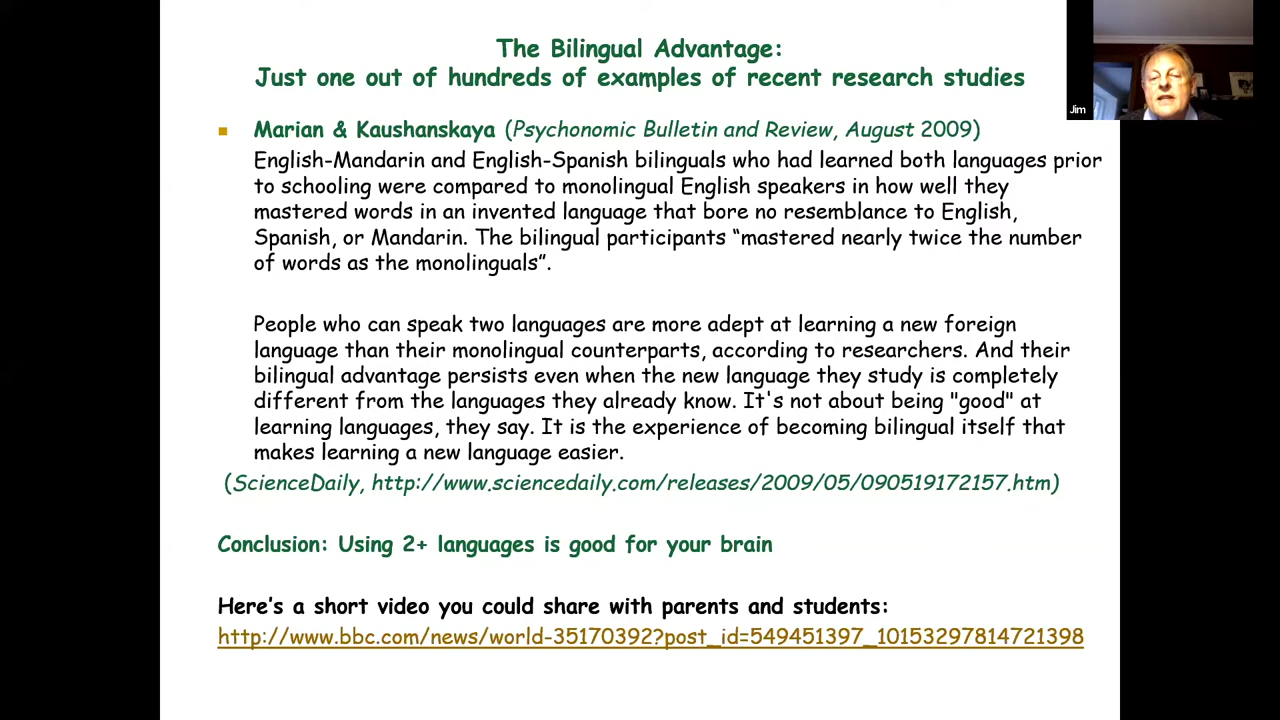 The Bilingual Advantage:
Just one out of hundreds of examples of recent research studies
Jim
Marian & Kaushanskaya (Psychonomic Bulletin and Review, August 2009)
English-Mandarin and English-Spanish bilinguals who had learned both languages prior
to schooling were compared to monolingual English speakers in how well they
mastered words in an invented language that bore no resemblance to English,
Spanish, or Mandarin. The bilingual participants “mastered nearly twice the number
of words as the monolinguals”.
People who can speak two languages are more adept at learning a new foreign
language than their monolingual counterparts, according to researchers. And their
bilingual advantage persists even when the new language they study is completely
different from the languages they already know. It's not about being "good" at
learning languages, they say. It is the experience of becoming bilingual itself that
makes learning a new language easier.
(ScienceDaily, http://www.sciencedaily.com/releases/2009/05/090519172157.htm)
Conclusion: Using 2+ languages is good for your brain
Here’s a short video you could share with parents and students:
http://www.bbc.com/news/world-35170392?post_id=549451397_10153297814721398